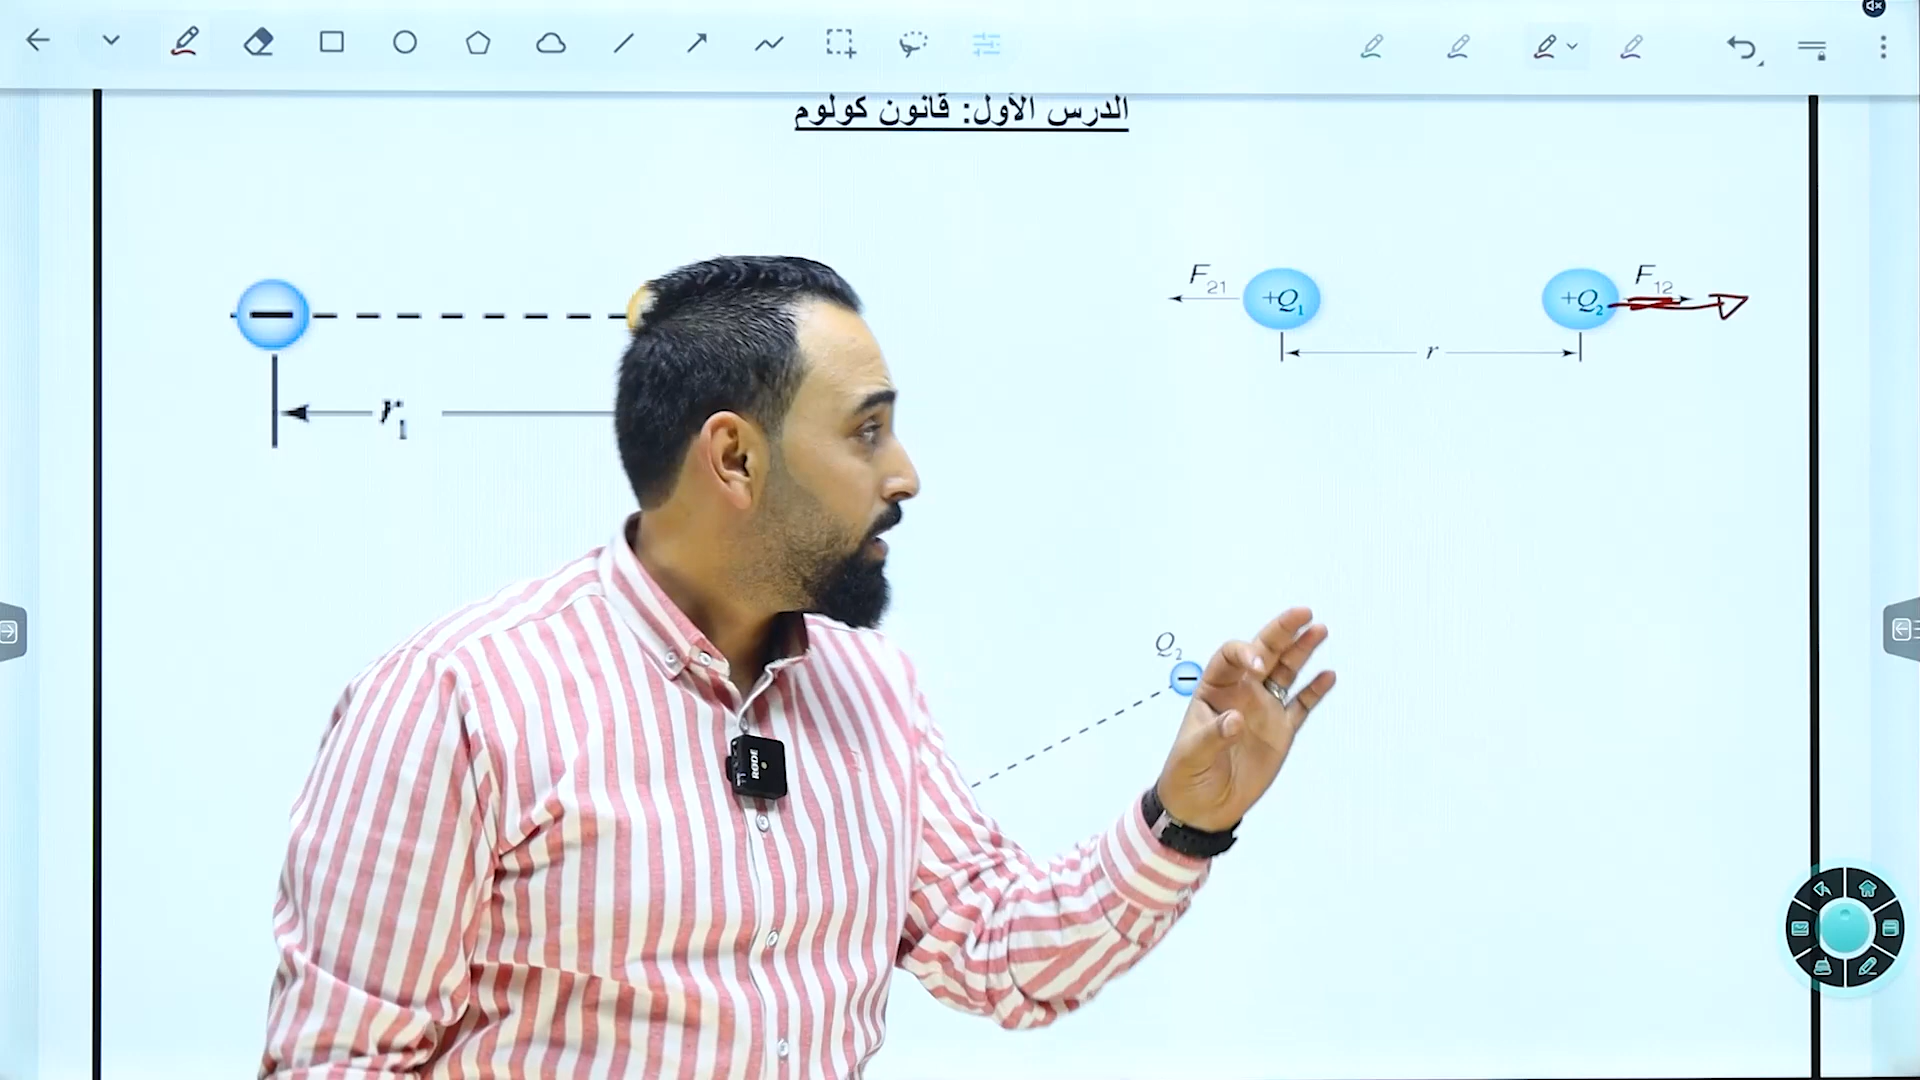 الدرس الأول: قانون كولوم
F21
+Q1
+Q2
F12
r
r1
Q2
RODE